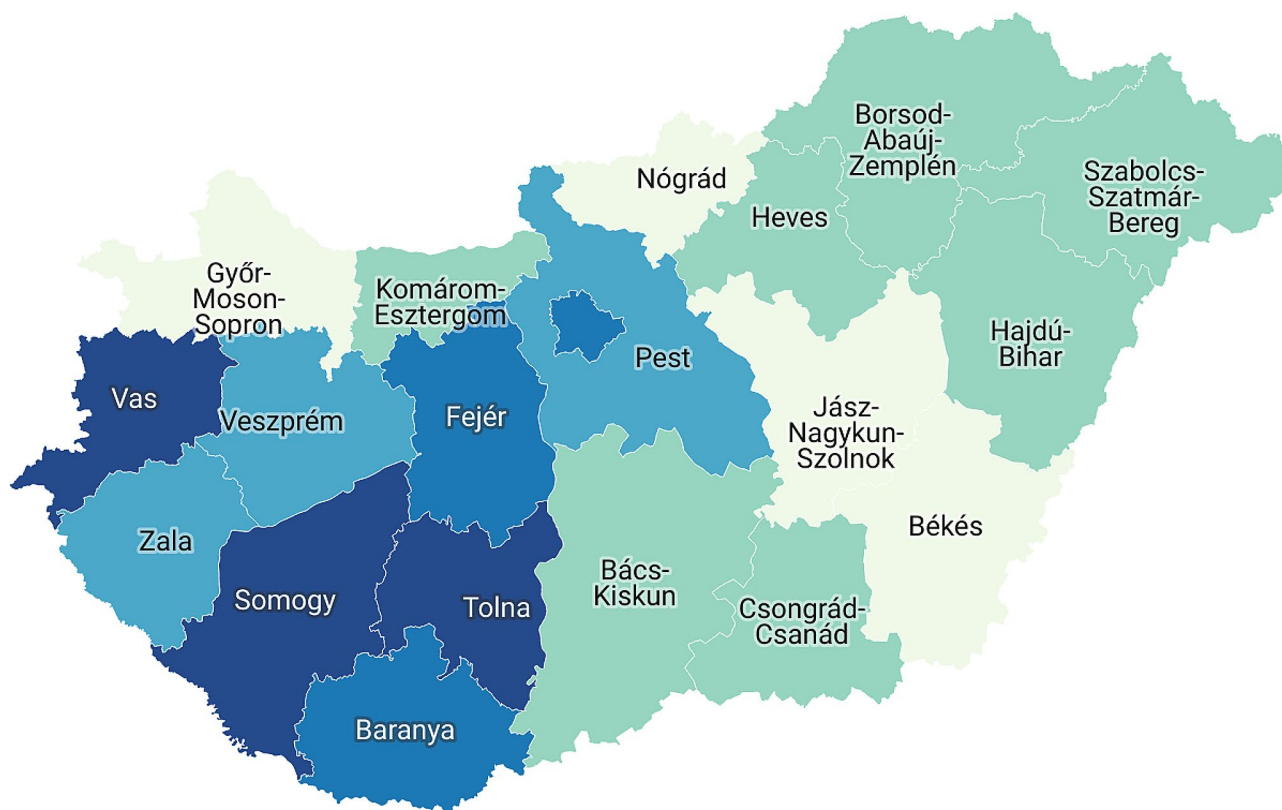 Borsod-
Abaúj-
Zemplén
Nógrád
Szabolcs-
Szatmár-
Bereg
Heves
Győr-
Moson-
Sopron
Komárom-
Esztergom
Hajdú-
Bihar
Pest
Vas
Veszprém
Fejér
Jász-
Nagykun-
Szolnok
Zala
Békés
Somogy
Tolna
Bács-
Kiskun
Csongrád-
Csanád
Baranya